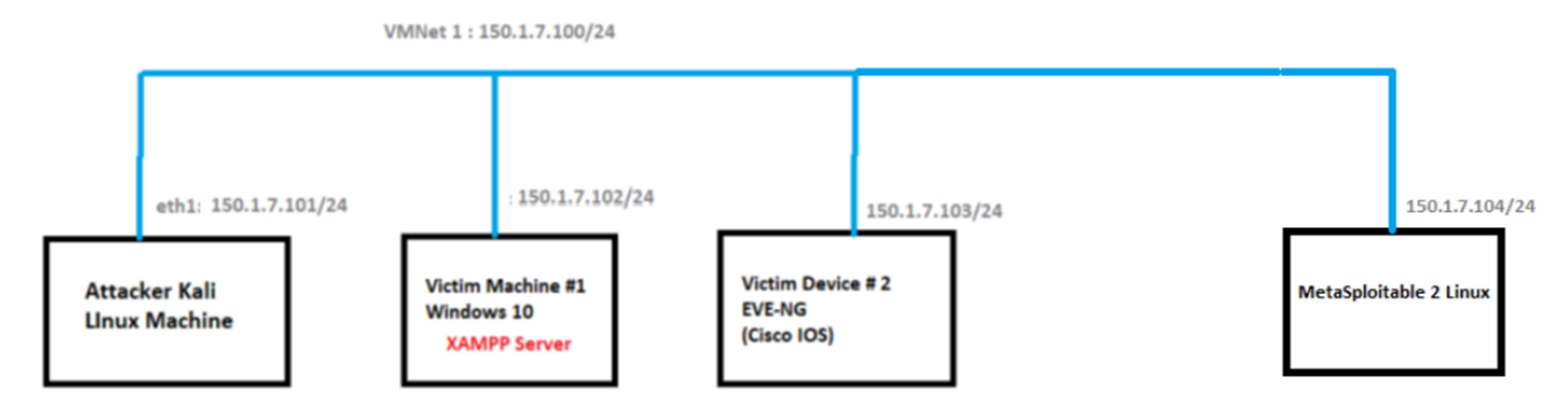 VMNet 1 : 150.1.7.100/24
eth1: 150.1.7.101/24
: 150.1.7.102/24
150.1.7.103/24
150.1.7.104/24
Attacker Kali
LInux Machine
Victim Machine #1
Windows 10
XAMPP Server
Victim Device # 2
EVE-NG
(Cisco IOS)
MetaSploitable 2 Linux